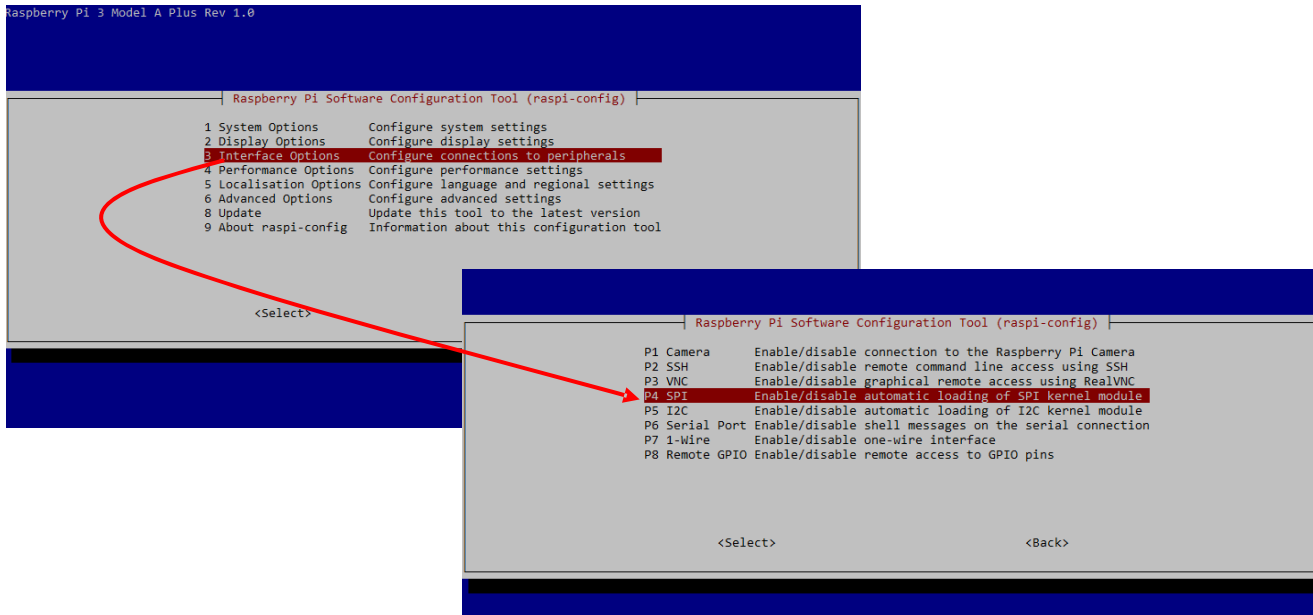 Raspberry Pi 3 Model A Plus Rev 1.0
Raspberry Pi Software Configuration Tool (raspi-config)
1 System Options Configure system settings
2 Display Options Configure display settings
3 Interface Options Configure connections to peripherals
4 Performance Options Configure performance settings
5 Localisation Options Configure language and regional settings
6 Advanced Options Configure advanced settings
8 Update Update this tool to the latest version
9 About raspi-config Information about this configuration tool
<Select>
Raspberry Pi Software Configuration Tool (raspi-config)
P1 Camera Enable/disable connection to the Raspberry Pi Camera
P2 SSH Enable/disable remote command line access using SSH
P3 VNC Enable/disable graphical remote access using RealVNC
P4 SPI Enable/disable automatic loading of SPI kernel module
P5 I2C Enable/disable automatic loading of I2C kernel module
P6 Serial Port Enable/disable shell messages on the serial connection
P7 1-Wire Enable/disable one-wire interface
P8 Remote GPIO Enable/disable remote access to GPIO pins
<Select> <Back>